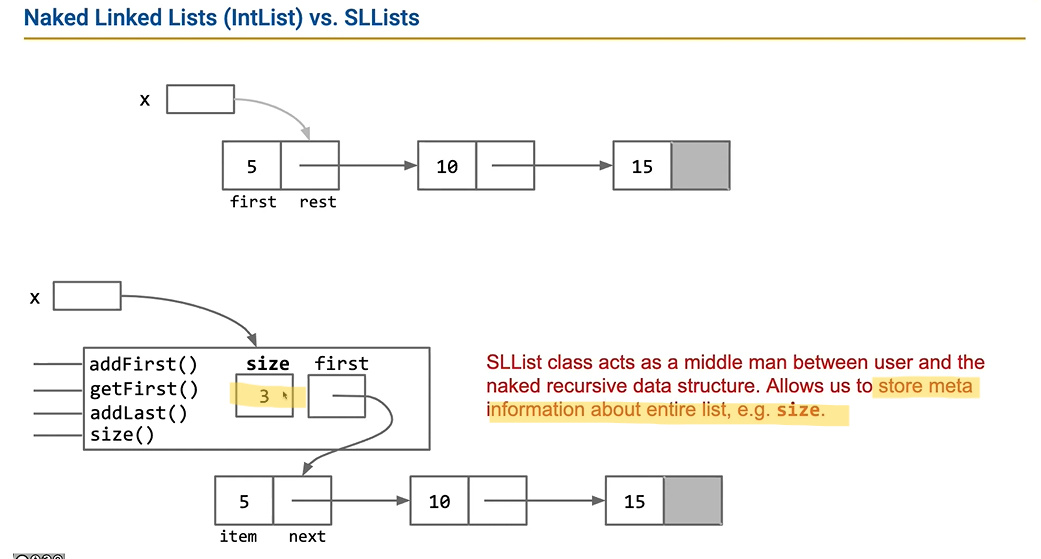 Naked Linked Lists (IntList) vs. SLLists
x
5 10 15
first rest
x
addFirst() size first
getFirst() 3
addLast()
size()
SLList class acts as a middle man between user and the
naked recursive data structure. Allows us to store meta
information about entire list, e.g. size.
5 10 15
item next